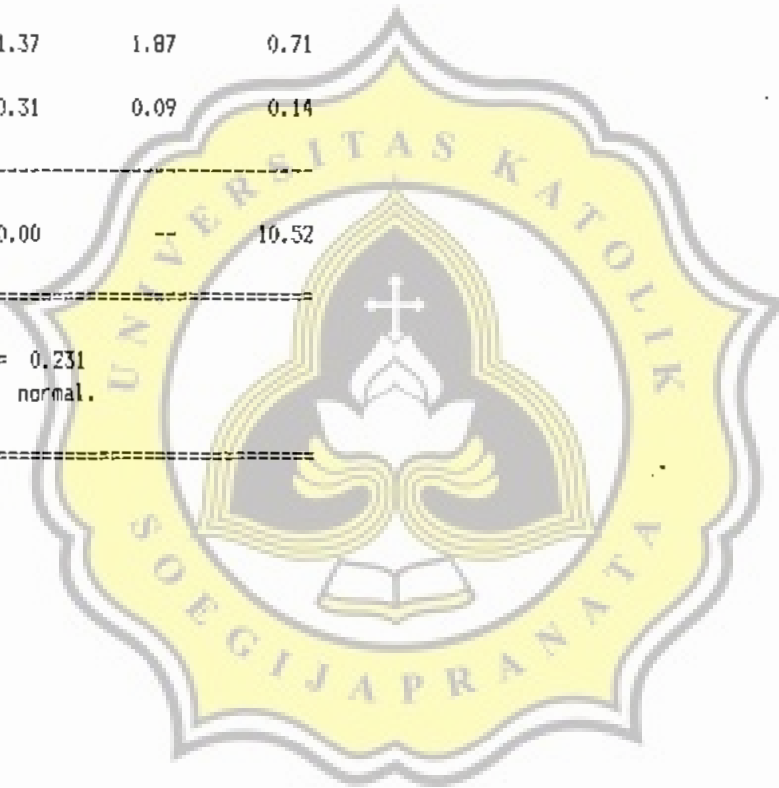 1.37 1.87 0.71
0.31 0.09 0.14
0.00 -- 10.52
= 0.231
normal.
UNIVERSITAS KATOLIK
SOEGIJAPRANATA